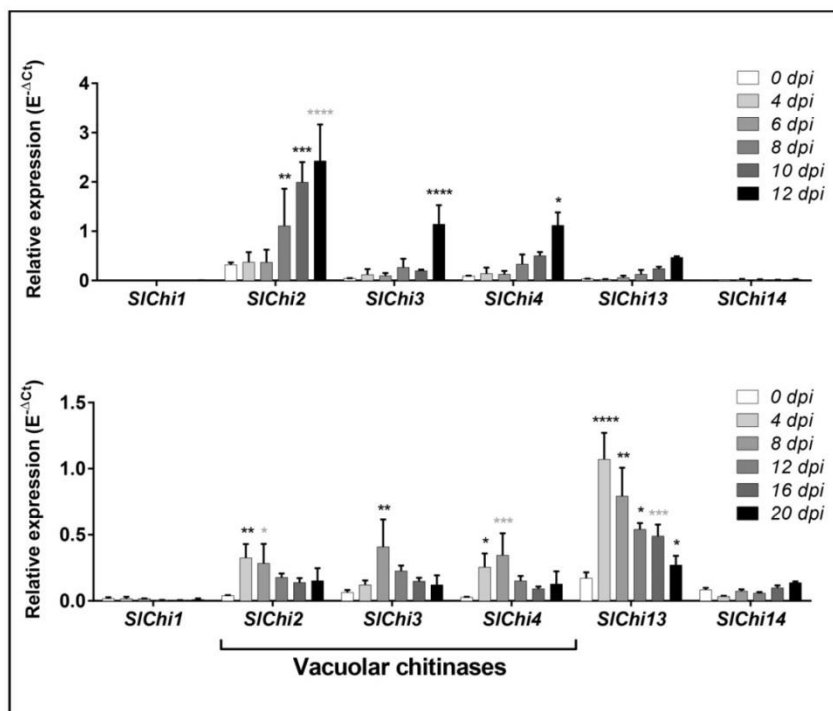 Relative expression (E-ΔCt)
4
3
2
1
0
**
***
****
****
*
SlChi1 SlChi2 SlChi3 SlChi4 SlChi13 SlChi14
0 dpi
4 dpi
6 dpi
8 dpi
10 dpi
12 dpi
Relative expression (E-ΔCt)
1.5
1.0
0.5
0.0
** *
**
* ***
**** ** * *** *
SlChi1 SlChi2 SlChi3 SlChi4 SlChi13 SlChi14
Vacuolar chitinases
0 dpi
4 dpi
8 dpi
12 dpi
16 dpi
20 dpi